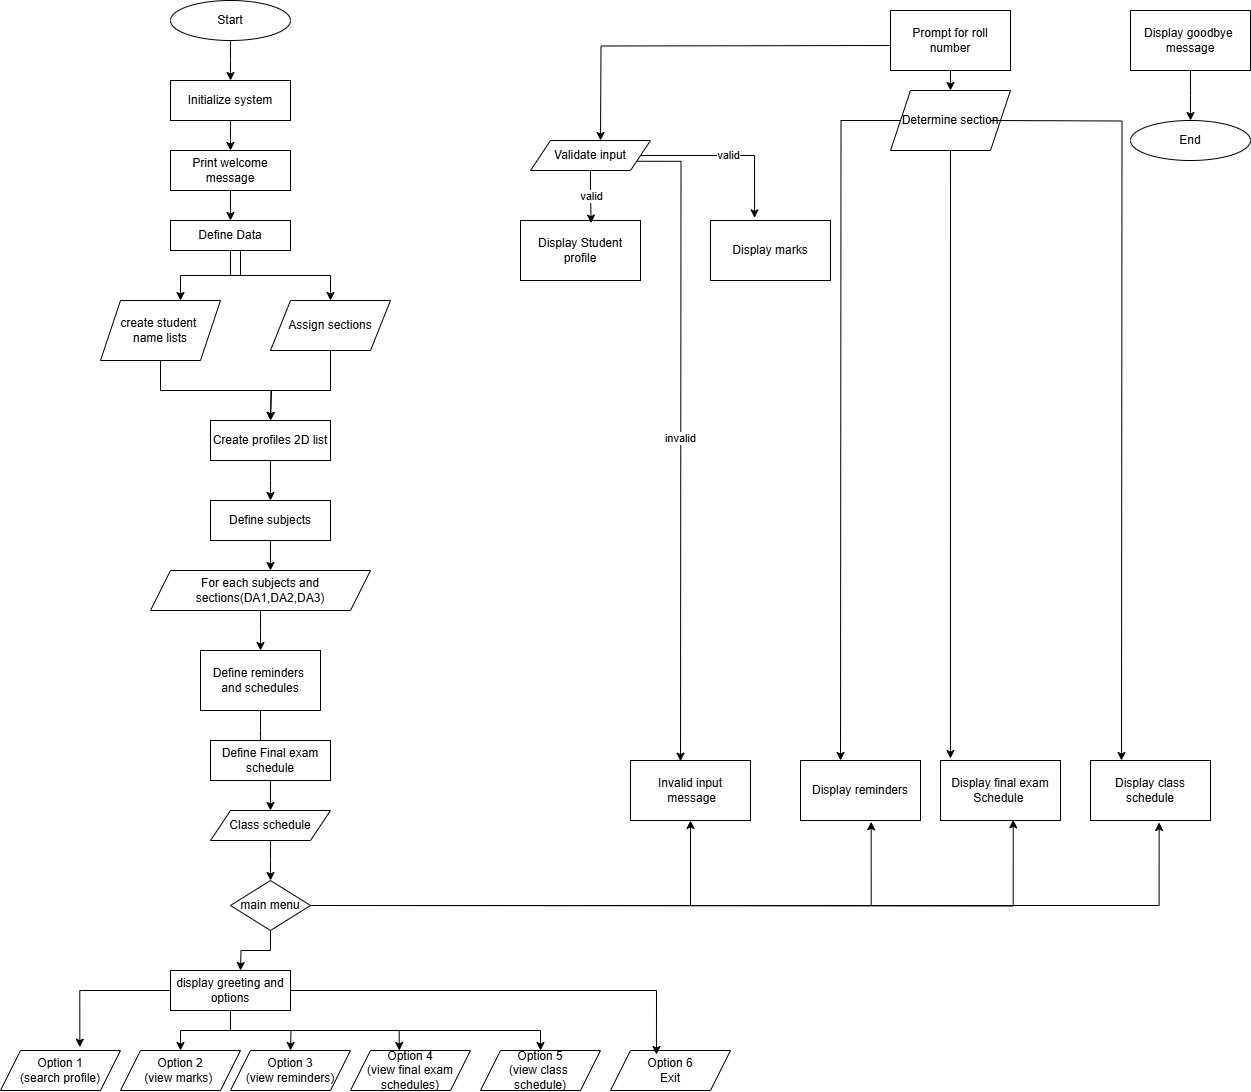 Start
Initialize system
Print welcome
message
Define Data
create student
name lists
Assign sections
Create profiles 2D list
Define subjects
For each subjects and
sections(DA1,DA2,DA3)
Define reminders
and schedules
Define Final exam
schedule
Class schedule
main menu
display greeting and
options
Option 1
(search profile)
Option 2
(view marks)
Option 3
(view reminders)
Option 4
(view final exam
schedules)
Option 5
(view class
schedule)
Option 6
Exit
Prompt for roll
number
Validate input
valid
valid
Display Student
profile
Display marks
invalid
Invalid input
message
Determine section
Display reminders
Display final exam
Schedule
Display class
schedule
Display goodbye
message
End